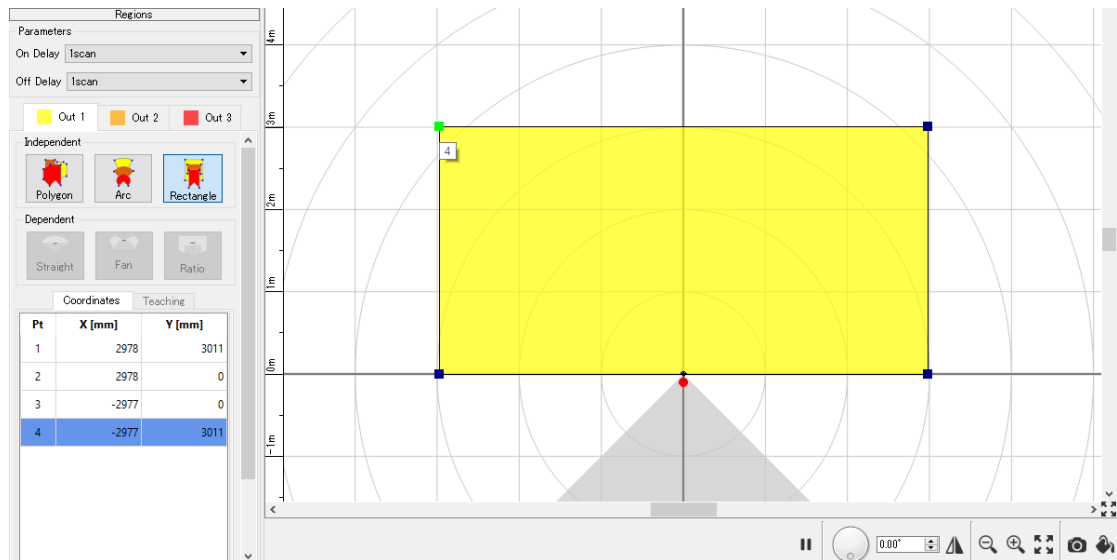 Regions
Parameters
On Delay 1scan
Off Delay 1scan
Out 1 Out 2 Out 3
Independent
Polygon Arc Rectangle
Dependent
Straight Fan Ratio
Coordinates Teaching
Pt X [mm] Y [mm]
1 2978 3011
2 2978 0
3 -2977 0
4 -2977 3011
4m
3m
4
2m
1m
0m
-1m
0.00°